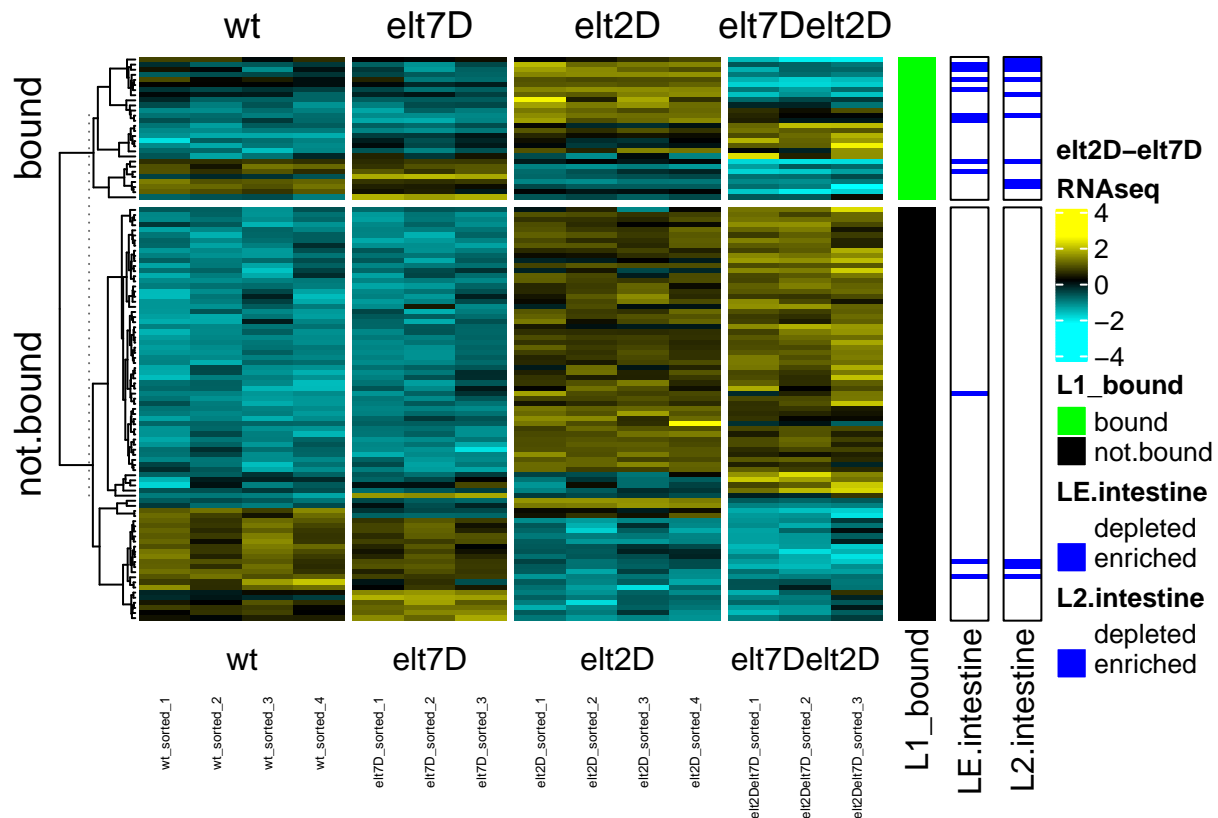 wt
elt7D
elt2D
elt7Delt2D
bound
not.bound
wt
elt7D
elt2D
elt7Delt2D
wt_sorted_1
wt_sorted_2
wt_sorted_3
wt_sorted_4
elt7D_sorted_1
elt7D_sorted_2
elt7D_sorted_3
elt2D_sorted_1
elt2D_sorted_2
elt2D_sorted_3
elt2D_sorted_4
elt2Delt7D_sorted_1
elt2Delt7D_sorted_2
elt2Delt7D_sorted_3
L1_bound
LE.intestine
L2.intestine
elt2D−elt7D
RNAseq
4
2
0
−2
−4
L1_bound
bound
not.bound
LE.intestine
depleted
enriched
L2.intestine
depleted
enriched